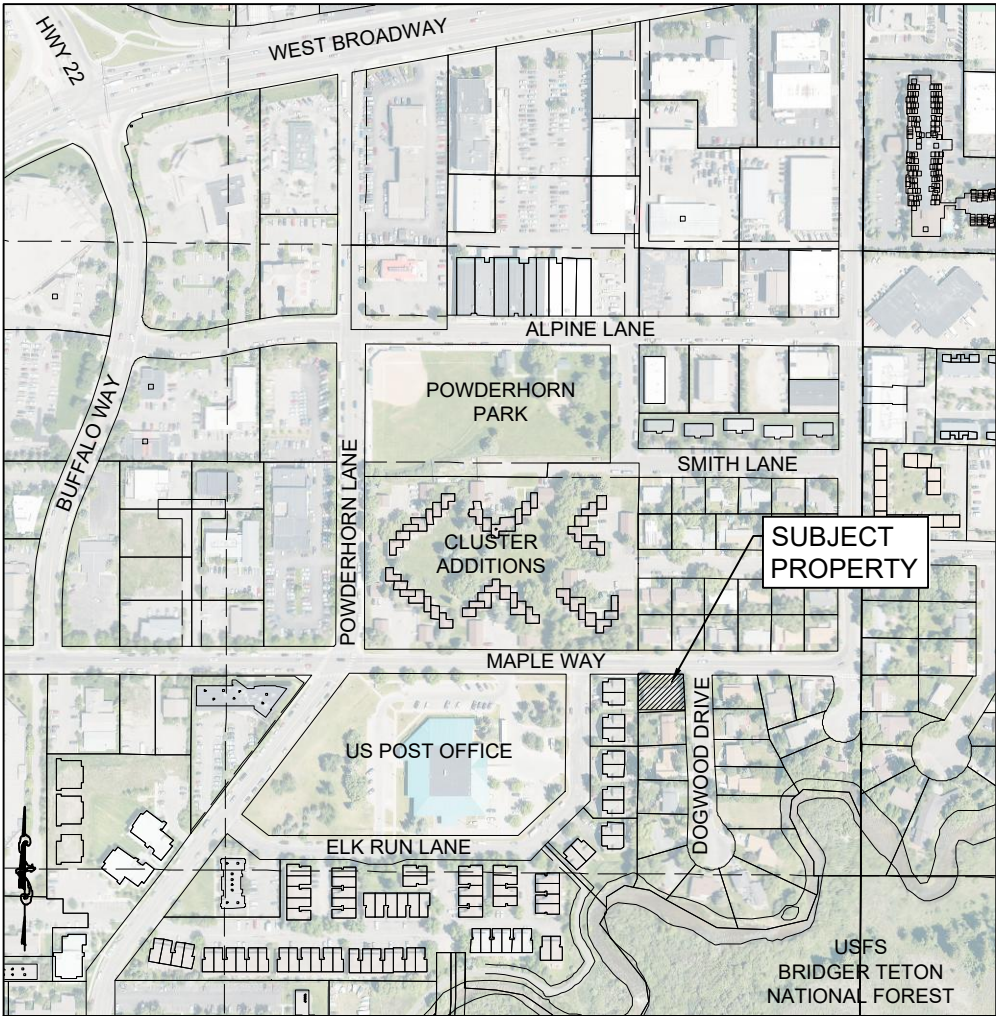 HWY 22
WEST BROADWAY
ALPINE LANE
BUFFALO WAY
POWDERHORN LANE
POWDERHORN
PARK
SMITH LANE
CLUSTER
ADDITIONS
SUBJECT
PROPERTY
MAPLE WAY
US POST OFFICE
DOGWOOD DRIVE
ELK RUN LANE
USFS
BRIDGER TETON
NATIONAL FOREST